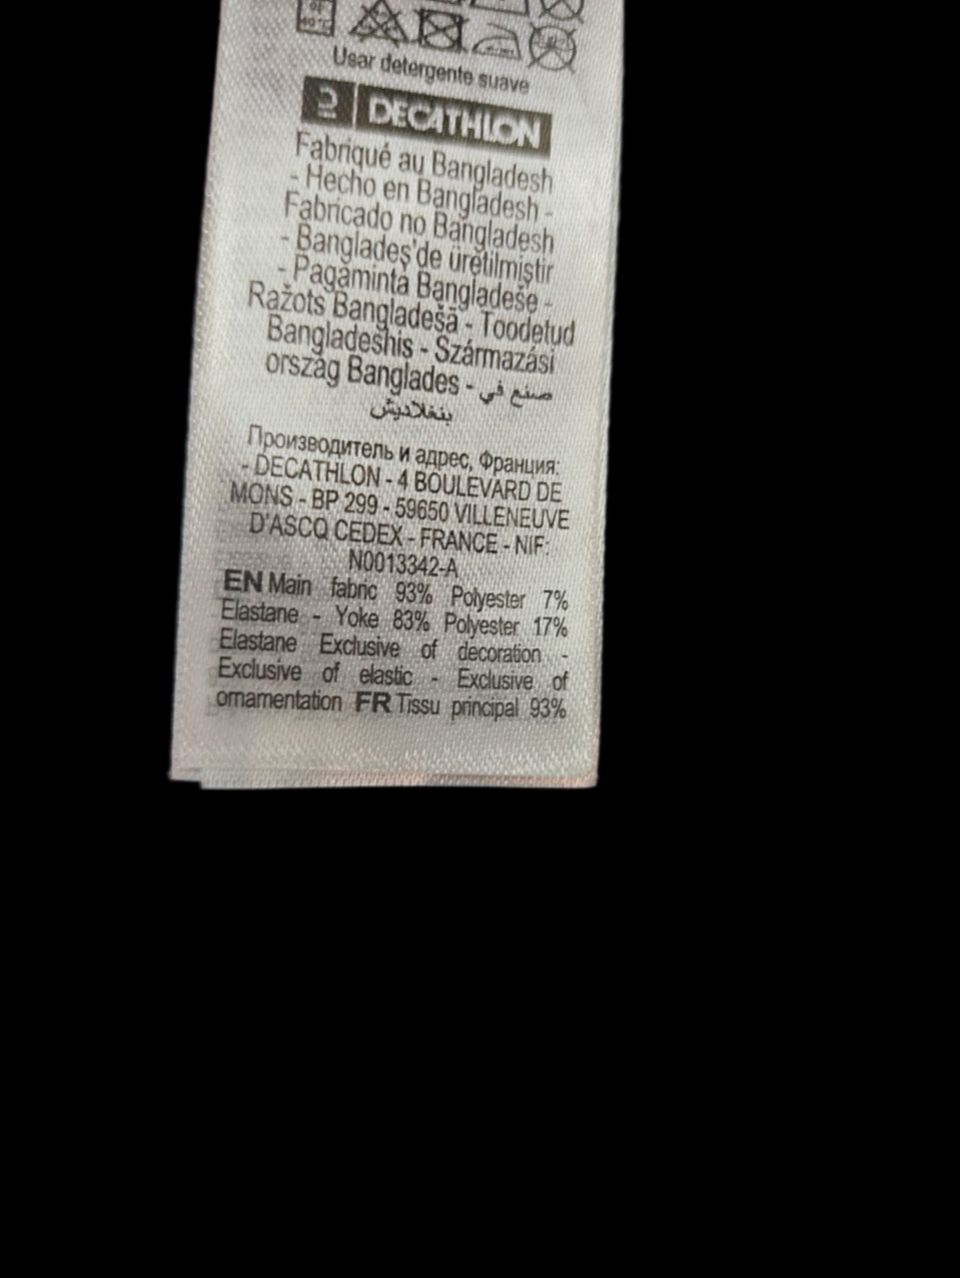 Usar detergente suave
DECATHLON
Fabriqué au Bangladesh
- Hecho en Bangladesh -
Fabricado no Bangladesh
- Bangladeş'de üretilmiştir
- Pagaminta Bangladeše -
Ražots Bangladešā - Toodetud
Bangladeshis - Származási
ország Banglades - صنع في
بنغلاديش
Производитель и адрес, Франция:
- DECATHLON - 4 BOULEVARD DE
MONS - BP 299 - 59650 VILLENEUVE
D'ASCQ CEDEX - FRANCE - NIF:
N0013342-A
EN Main fabric 93% Polyester 7%
Elastane - Yoke 83% Polyester 17%
Elastane Exclusive of decoration -
Exclusive of elastic - Exclusive of
ornamentation FR Tissu principal 93%